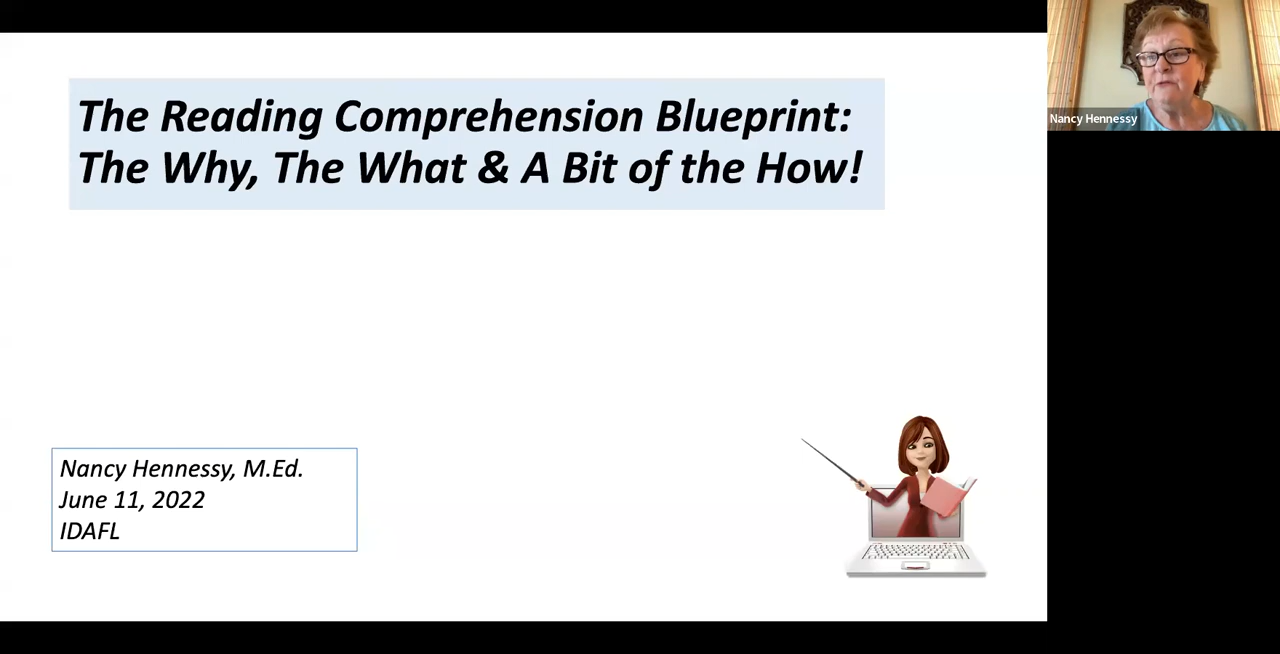 The Reading Comprehension Blueprint:
The Why, The What & A Bit of the How!
Nancy Hennessy
Nancy Hennessy, M.Ed.
June 11, 2022
IDAFL